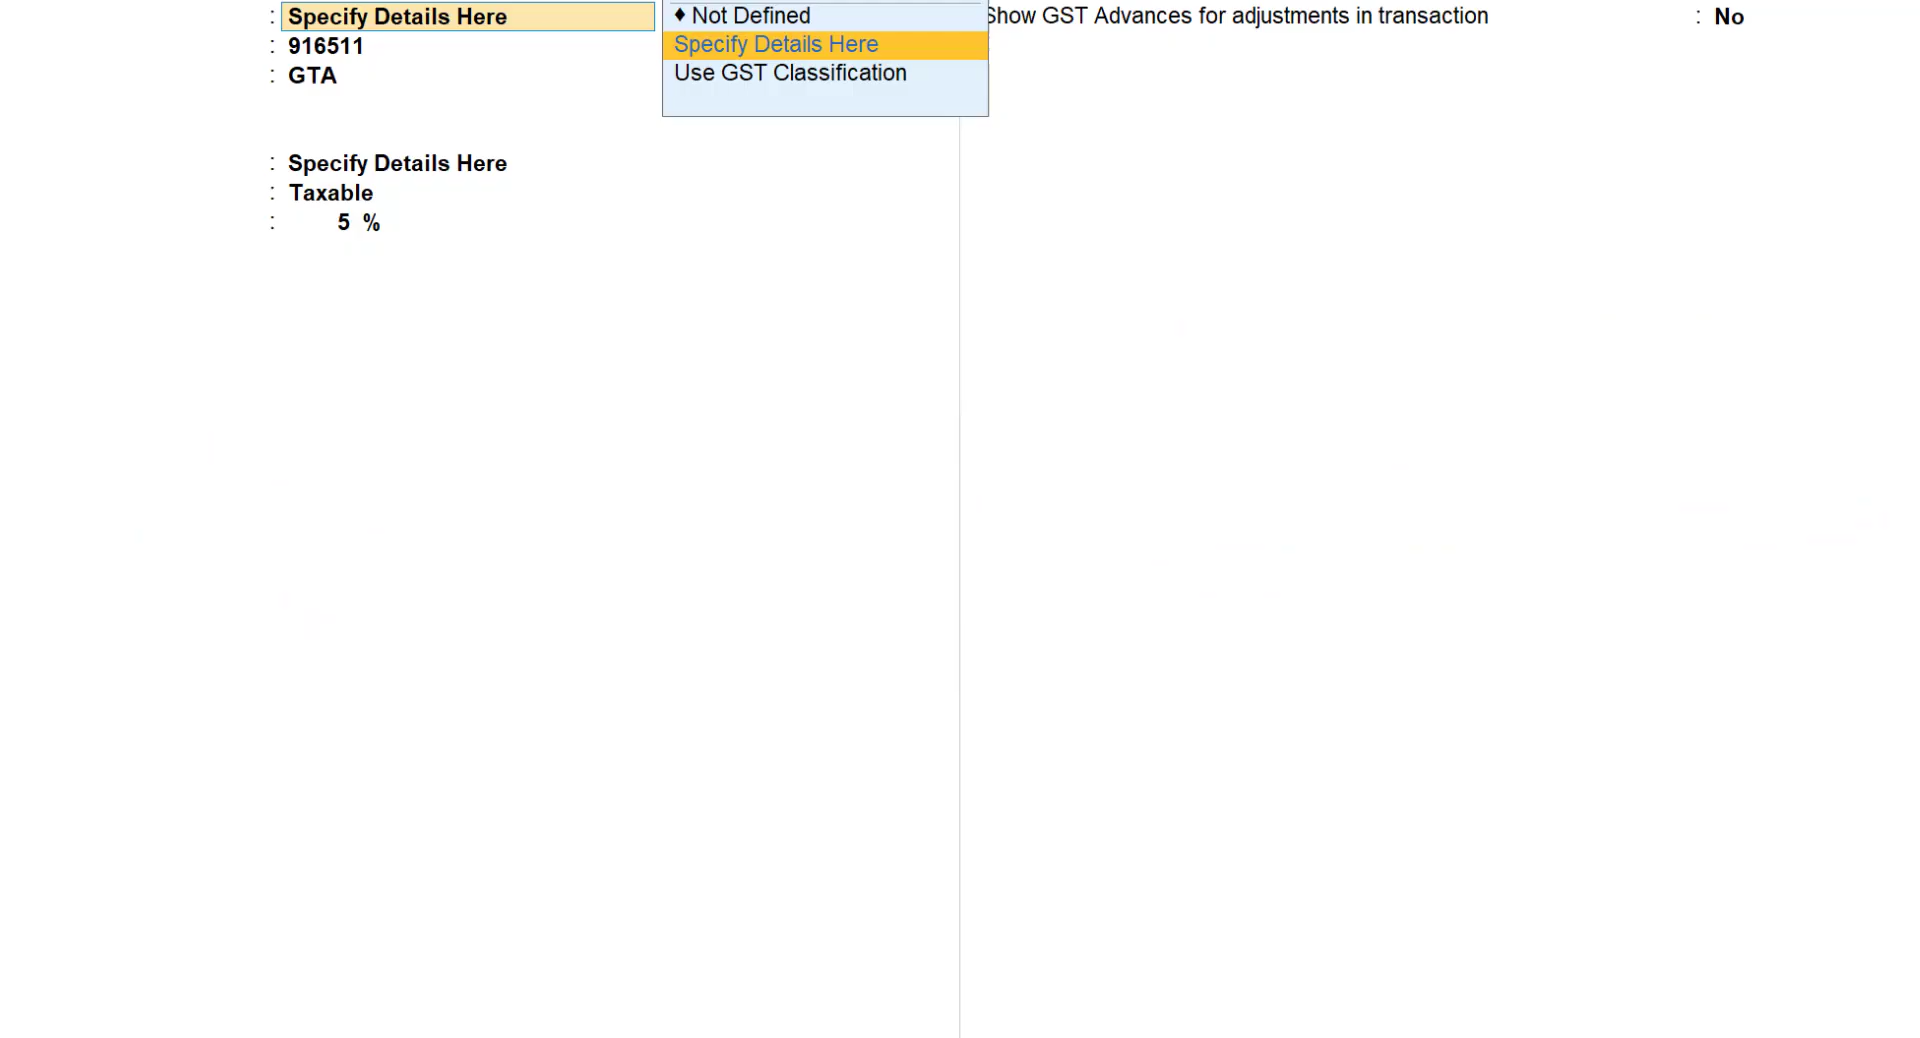 : Specify Details Here
: 916511
: GTA
♦ Not Defined
Specify Details Here
Use GST Classification
Show GST Advances for adjustments in transaction : No
: Specify Details Here
: Taxable
: 5 %